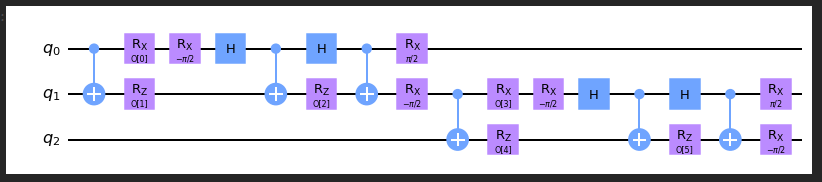 q0 RX O[0] RX -π/2 H H RX π/2
q1 RZ O[1] RZ O[2] RX -π/2 RX O[3] RX -π/2 H H RX π/2
q2 RZ O[4] RZ O[5] RX -π/2